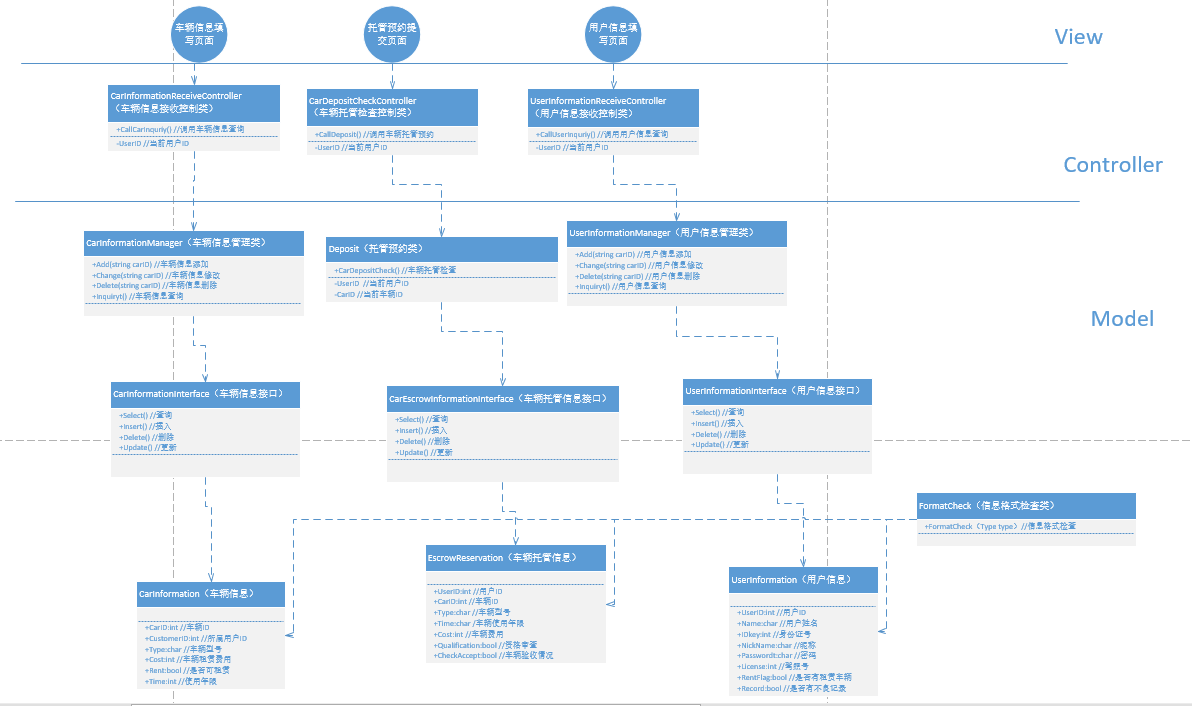 车辆信息填
写页面
托管预约提
交页面
用户信息填
写页面
View
CarInformationReceiveController
（车辆信息接收控制类）
+CallCarInquriy() //调用车辆信息查询
-UserID //当前用户ID
CarDepositCheckController
（车辆托管检查控制类）
+CallDeposit() //调用车辆托管预约
-UserID //当前用户ID
UserInformationReceiveController
（用户信息接收控制类）
+CallUserInquriy() //调用用户信息查询
-UserID //当前用户ID
Controller
CarInformationManager（车辆信息管理类）
+Add(string carID) //车辆信息添加
+Change(string carID) //车辆信息修改
+Delete(string carID) //车辆信息删除
+Inquiryt() //车辆信息查询
Deposit（托管预约类）
+CarDepositCheck() //车辆托管检查
-UserID //当前用户ID
-CarID //当前车辆ID
UserInformationManager（用户信息管理类）
+Add(string carID) //用户信息添加
+Change(string carID) //用户信息修改
+Delete(string carID) //用户信息删除
+Inquiryt() //用户信息查询
Model
CarInformationInterface（车辆信息接口）
+Select() //查询
+Insert() //插入
+Delete() //删除
+Update() //更新
CarEscrowInformationInterface（车辆托管信息接口）
+Select() //查询
+Insert() //插入
+Delete() //删除
+Update() //更新
UserInformationInterface（用户信息接口）
+Select() //查询
+Insert() //插入
+Delete() //删除
+Update() //更新
FormatCheck（信息格式检查类）
+FormatCheck（Type type）//信息格式检查
CarInformation（车辆信息）
+CarID:int //车辆ID
+CustomerID:int //所属用户ID
+Type:char //车辆型号
+Cost:int //车辆租赁费用
+Rent:bool //是否可租赁
+Time:int //使用年限
EscrowReservation（车辆托管信息）
+UserID:int //用户ID
+CarID:int //车辆ID
+Type:char //车辆型号
+Time:char //车辆使用年限
+Cost:int //车辆费用
+Qualification:bool //资格审查
+CheckAccept:bool //车辆验收情况
UserInformation（用户信息）
+UserID:int //用户ID
+Name:char //用户姓名
+IDkey:int //身份证号
+NickName:char //昵称
+Passwordt:char //密码
+License:int //驾照号
+RentFlag:bool //是否有租赁车辆
+Record:bool //是否有不良记录